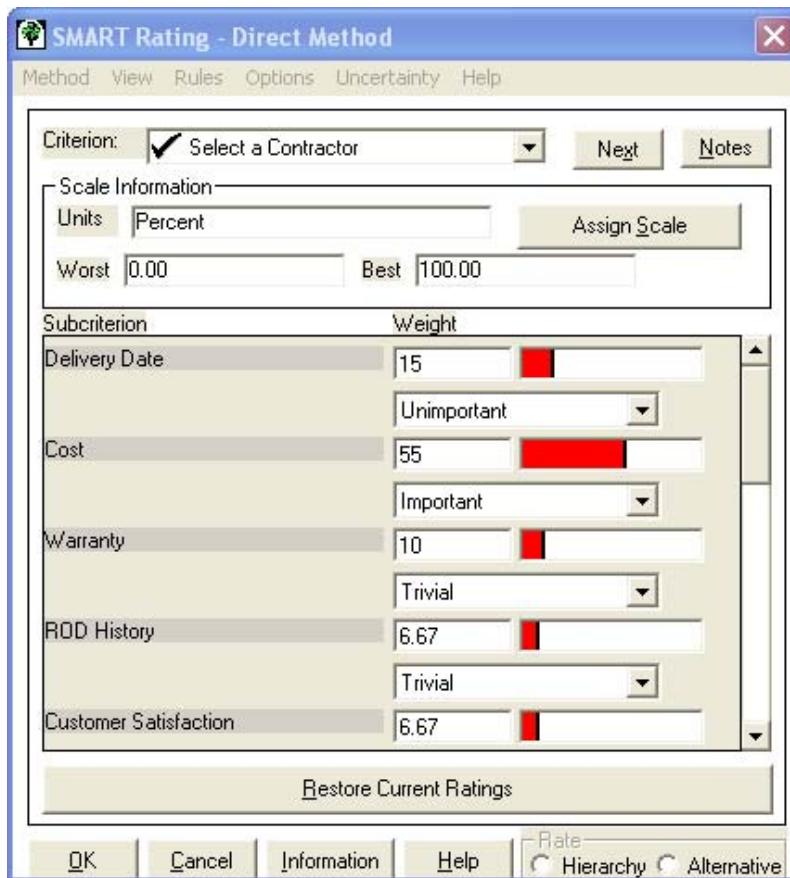 SMART Rating - Direct Method
Method View Rules Options Uncertainty Help
Criterion: Select a Contractor Next Notes
Scale Information
Units Percent Assign Scale
Worst 0.00 Best 100.00
Subcriterion Weight
Delivery Date 15
Unimportant
Cost 55
Important
Warranty 10
Trivial
ROD History 6.67
Trivial
Customer Satisfaction 6.67
Restore Current Ratings
Rate
OK Cancel Information Help Hierarchy Alternative